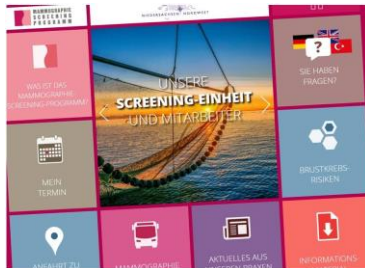 MAMMOGRAPHIE
SCREENING
PROGRAMM
NIEDERSACHSEN NORDWEST
WAS IST DAS
MAMMOGRAPHIE-
SCREENING-PROGRAMM?
UNSERE
SCREENING-EINHEIT
UND MITARBEITER
?
SIE HABEN
FRAGEN?
MEIN
TERMIN
BRUSTKREBS-
RISIKEN
ANFAHRT ZU
MAMMOGRAPHIE
AKTUELLES AUS
UNSEREN PRAXEN
INFORMATIONS-